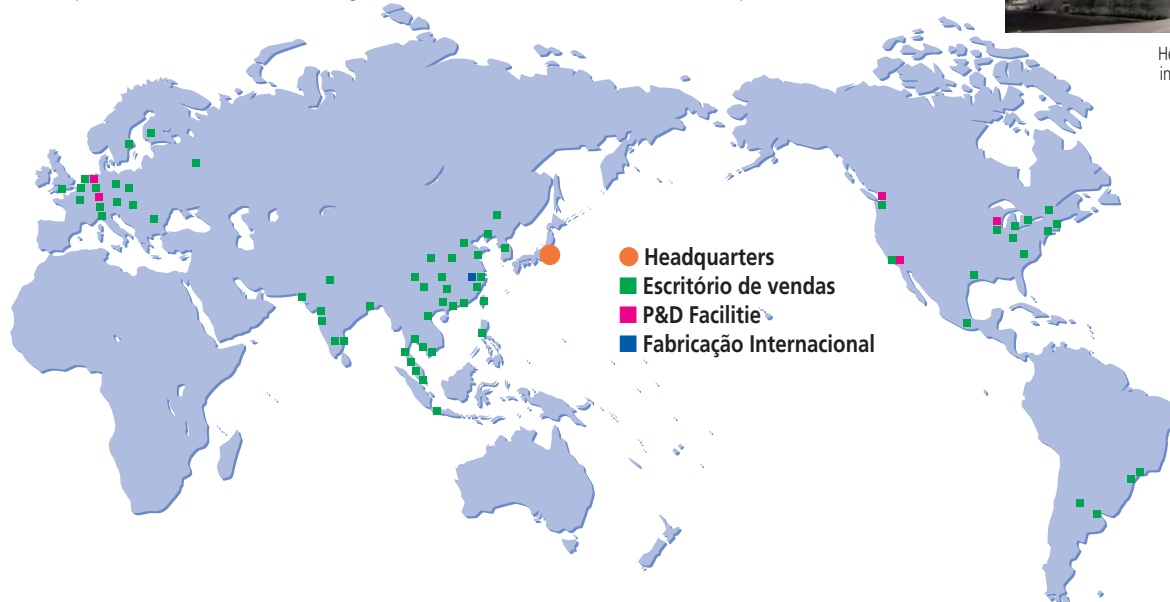 Headquarters
Escritório de vendas
P&D Facilitie
Fabricação Internacional